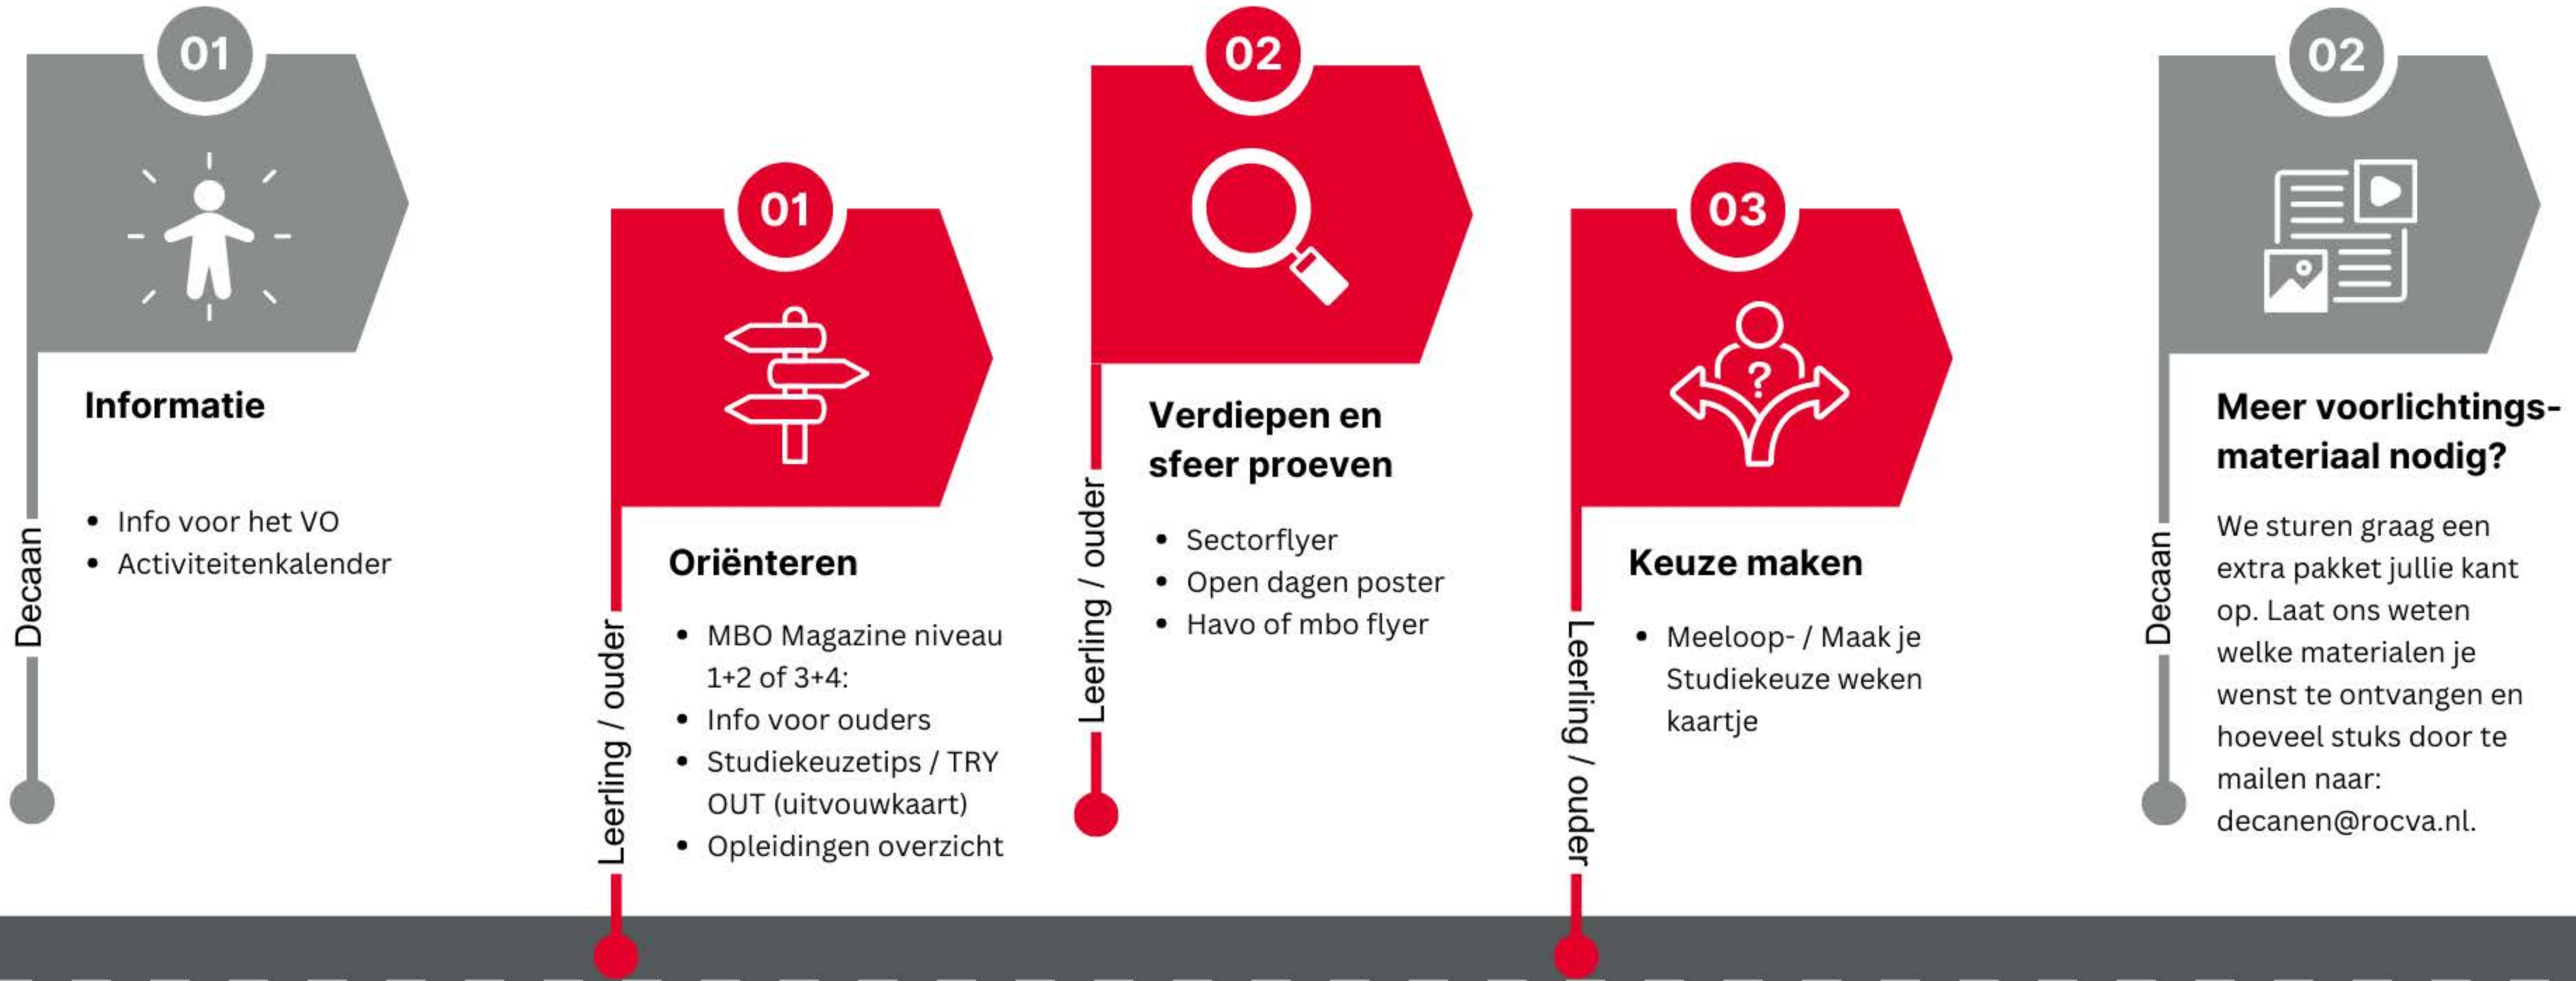 01
Informatie
• Info voor het VO
• Activiteitenkalender
Decaan
01
Oriënteren
• MBO Magazine niveau
1+2 of 3+4:
• Info voor ouders
• Studiekeuzetips / TRY
OUT (uitvouwkaart)
• Opleidingen overzicht
Leerling / ouder
02
Verdiepen en
sfeer proeven
• Sectorflyer
• Open dagen poster
• Havo of mbo flyer
Leerling / ouder
03
?
Keuze maken
• Meeloop- / Maak je
Studiekeuze weken
kaartje
Leerling / ouder
02
Meer voorlichtings-
materiaal nodig?
We sturen graag een
extra pakket jullie kant
op. Laat ons weten
welke materialen je
wenst te ontvangen en
hoeveel stuks door te
mailen naar:
decanen@rocva.nl.
Decaan